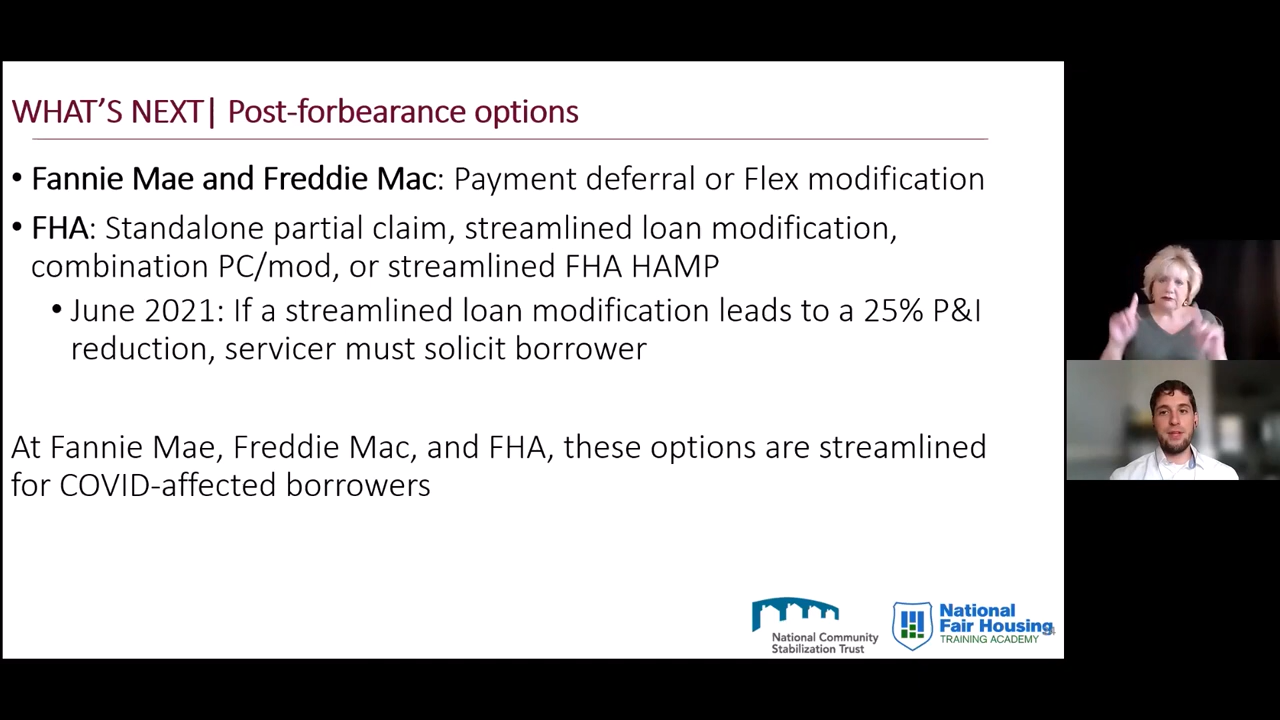 WHAT'S NEXT| Post-forbearance options
• Fannie Mae and Freddie Mac: Payment deferral or Flex modification
• FHA: Standalone partial claim, streamlined loan modification,
combination PC/mod, or streamlined FHA HAMP
• June 2021: If a streamlined loan modification leads to a 25% P&I
reduction, servicer must solicit borrower
At Fannie Mae, Freddie Mac, and FHA, these options are streamlined
for COVID-affected borrowers
National Community
Stabilization Trust
National
Fair Housing
TRAINING ACADEMY